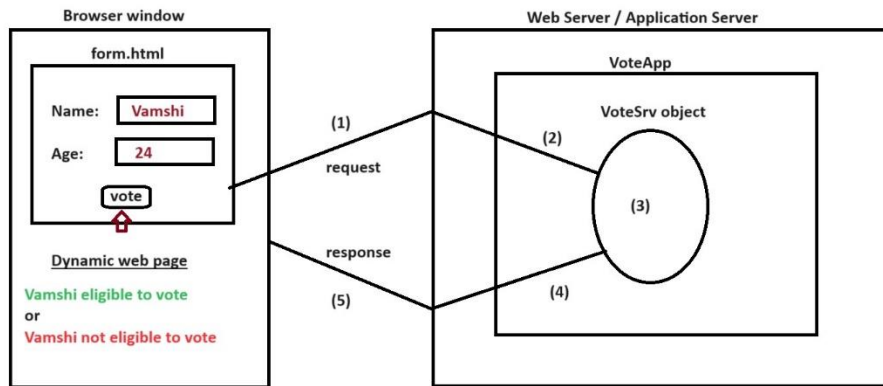 Browser window
form.html
Name: Vamshi
Age: 24
vote
Dynamic web page
Vamshi eligible to vote
or
Vamshi not eligible to vote
(1)
request
response
(5)
Web Server / Application Server
VoteApp
VoteSrv object
(2)
(3)
(4)